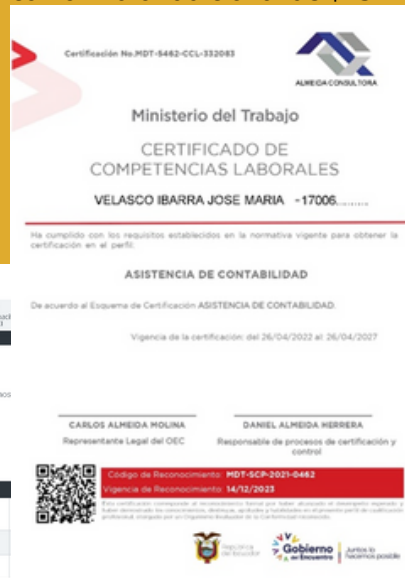 Certificación No.MDT-5462-CCL-332083
ALMEIDA CONSULTORA
Ministerio del Trabajo
CERTIFICADO DE
COMPETENCIAS LABORALES
VELASCO IBARRA JOSE MARIA -17006.........
Ha cumplido con los requisitos establecidos en la normativa vigente para obtener la
certificación en el perfil:
ASISTENCIA DE CONTABILIDAD
De acuerdo al Esquema de Certificación ASISTENCIA DE CONTABILIDAD.
Vigencia de la certificación: del 26/04/2022 al: 26/04/2027
CARLOS ALMEIDA MOLINA
Representante Legal del OEC
DANIEL ALMEIDA HERRERA
Responsable de procesos de certificación y
control
Código de Reconocimiento: MDT-SCP-2021-0462
Vigencia de Reconocimiento: 14/12/2023
República
del Ecuador
Gobierno
del Encuentro
Juntos lo
hacemos posible